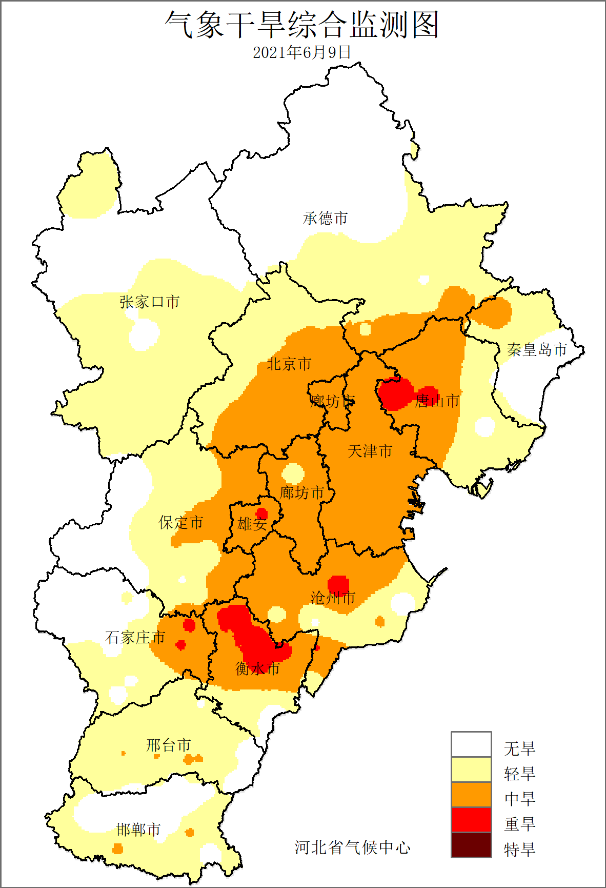 气象干旱综合监测图
2021年6月9日
承德市
张家口市
秦皇岛市
北京市
廊坊市
唐山市
天津市
廊坊市
保定市
雄安
沧州市
石家庄市
衡水市
邢台市
邯郸市
无旱
轻旱
中旱
重旱
特旱
河北省气候中心